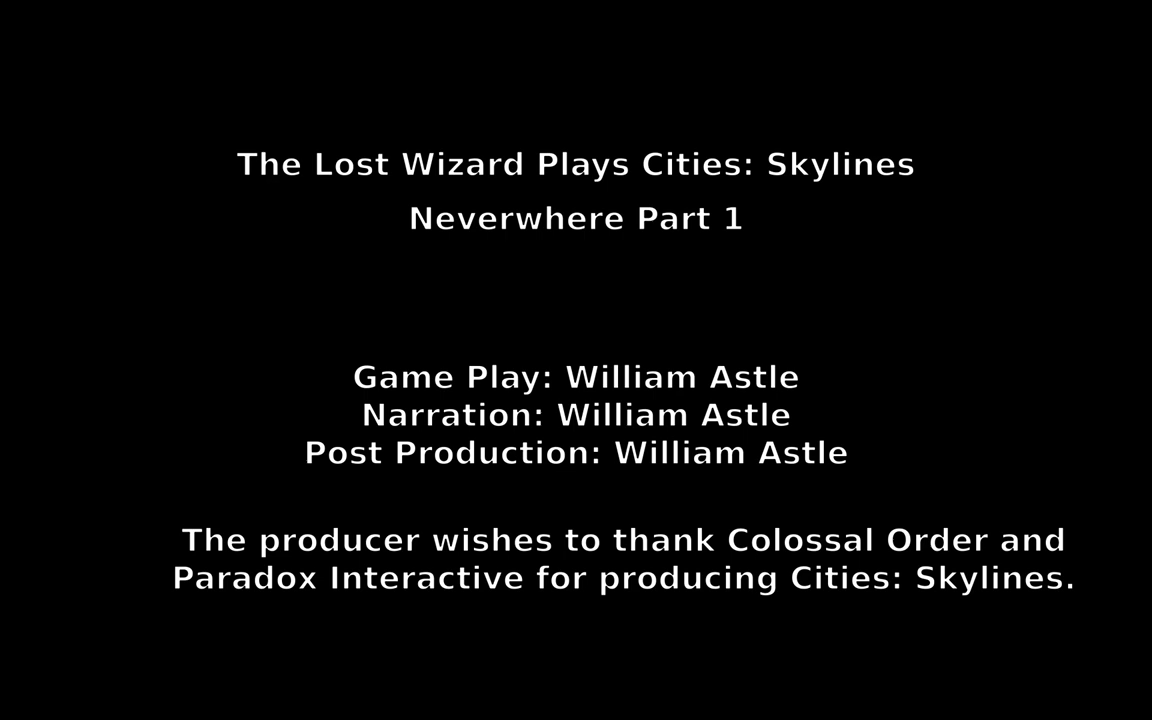 The Lost Wizard Plays Cities: Skylines
Neverwhere Part 1
Game Play: William Astle
Narration: William Astle
Post Production: William Astle
The producer wishes to thank Colossal Order and
Paradox Interactive for producing Cities: Skylines.